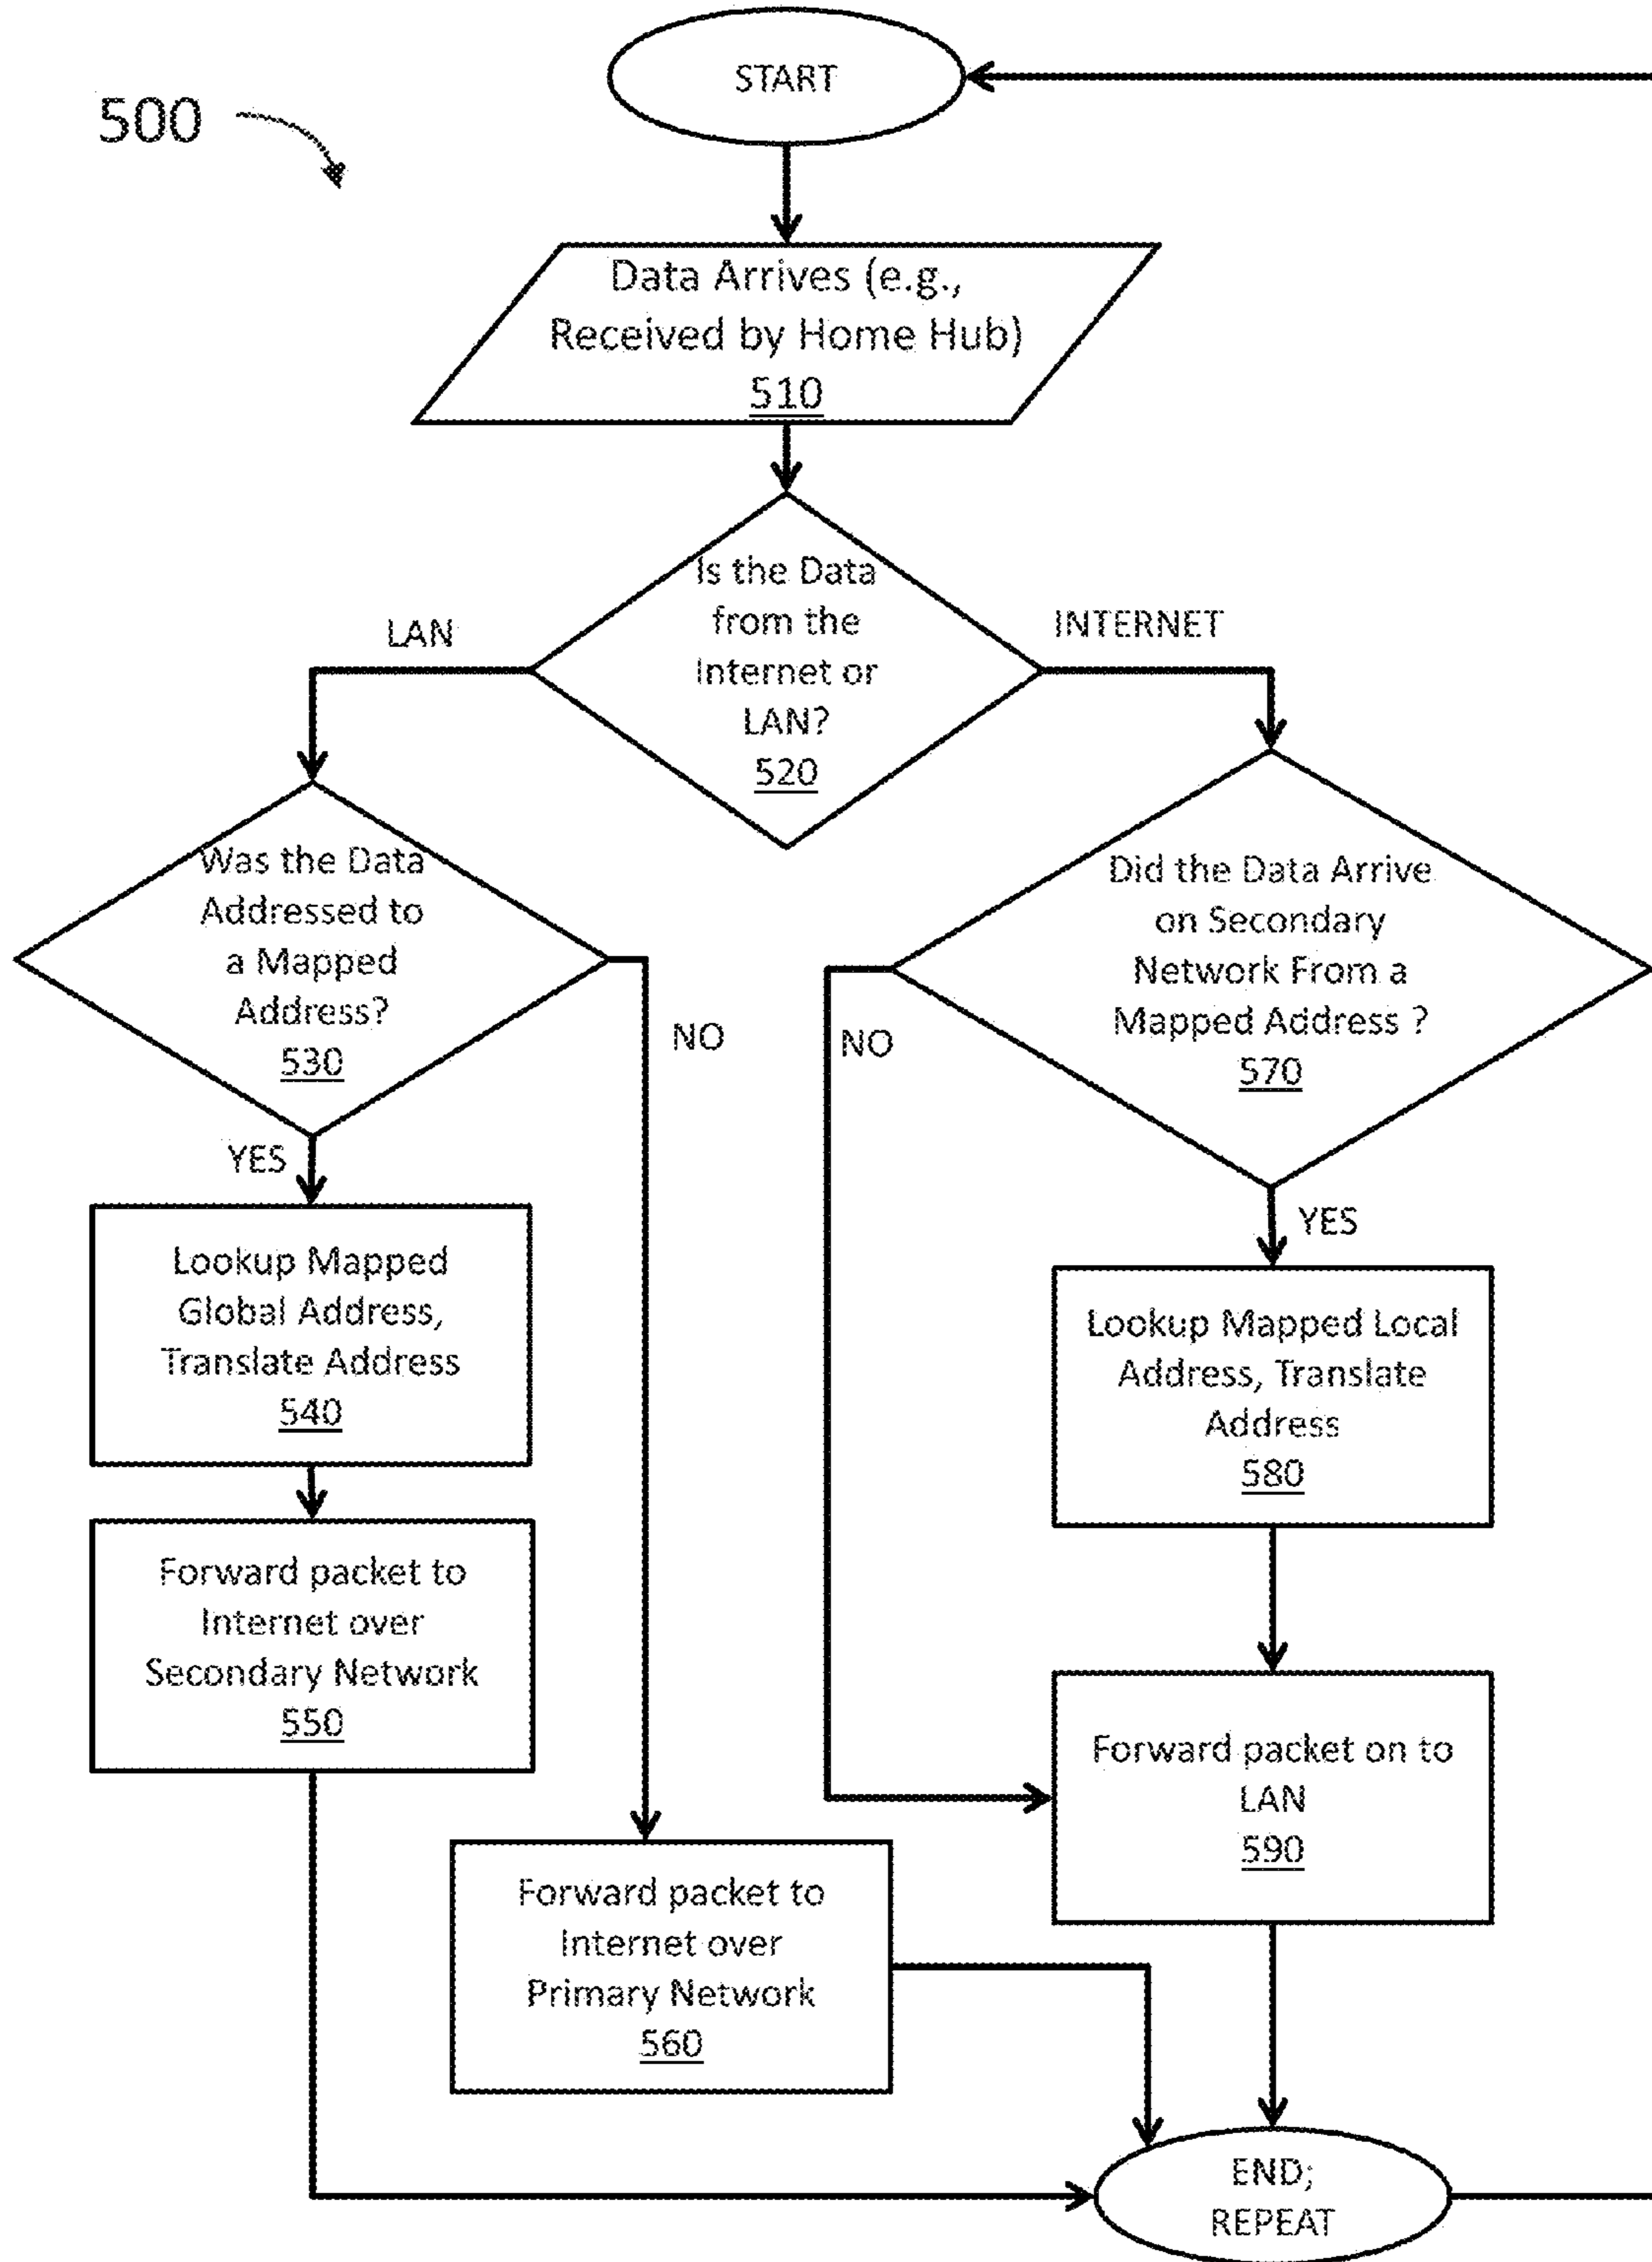 START
500
Data Arrives (e.g.,
Received by Home Hub)
510
Is the Data
from the
Internet or
LAN?
520
LAN
INTERNET
Was the Data
Addressed to
a Mapped
Address?
530
Did the Data Arrive
on Secondary
Network From a
Mapped Address ?
570
NO
NO
YES
YES
Lookup Mapped
Global Address,
Translate Address
540
Lookup Mapped Local
Address, Translate
Address
580
Forward packet to
Internet over
Secondary Network
550
Forward packet on to
LAN
590
Forward packet to
Internet over
Primary Network
560
END;
REPEAT